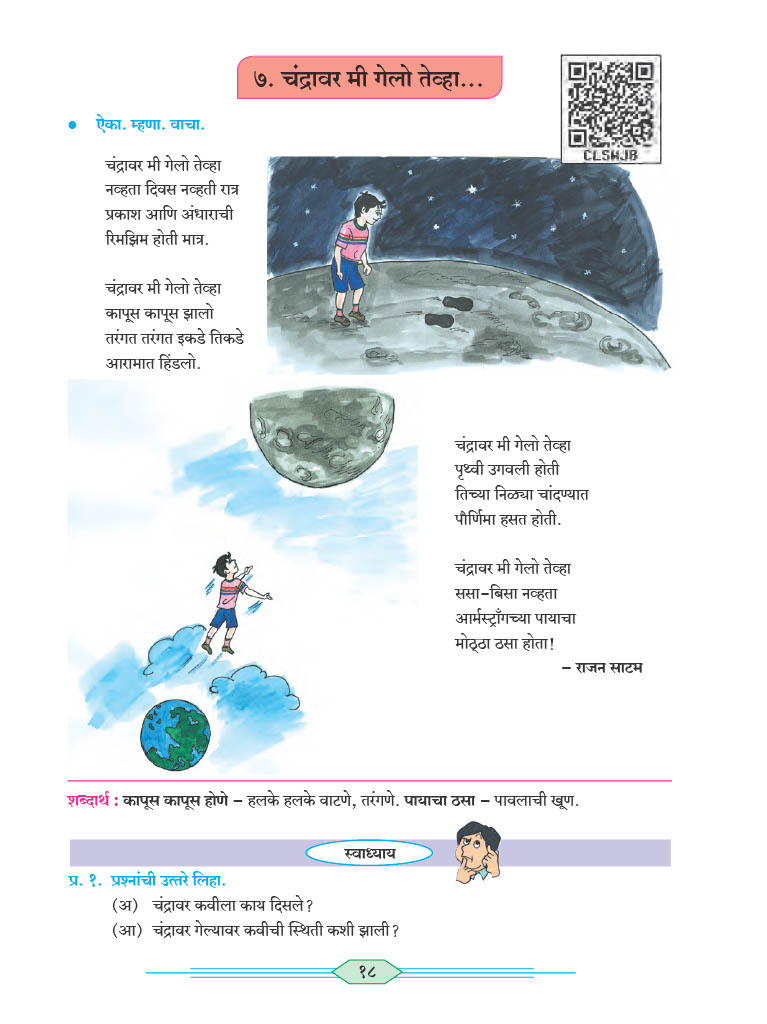 ७. चंद्रावर मी गेलो तेव्हा...
CLSWJB
● ऐका. म्हणा. वाचा.
चंद्रावर मी गेलो तेव्हा
नव्हता दिवस नव्हती रात्र
प्रकाश आणि अंधाराची
रिमझिम होती मात्र.
चंद्रावर मी गेलो तेव्हा
कापूस कापूस झालो
तरंगत तरंगत इकडे तिकडे
आरामात हिंडलो.
चंद्रावर मी गेलो तेव्हा
पृथ्वी उगवली होती
तिच्या निळ्या चांदण्यात
पौर्णिमा हसत होती.
चंद्रावर मी गेलो तेव्हा
ससा-बिसा नव्हता
आर्मस्ट्राँगच्या पायाचा
मोठ्ठा ठसा होता!
– राजन साटम
शब्दार्थ : कापूस कापूस होणे – हलके हलके वाटणे, तरंगणे. पायाचा ठसा – पावलाची खूण.
स्वाध्याय
प्र. १. प्रश्नांची उत्तरे लिहा.
(अ) चंद्रावर कवीला काय दिसले?
(आ) चंद्रावर गेल्यावर कवीची स्थिती कशी झाली?
१८